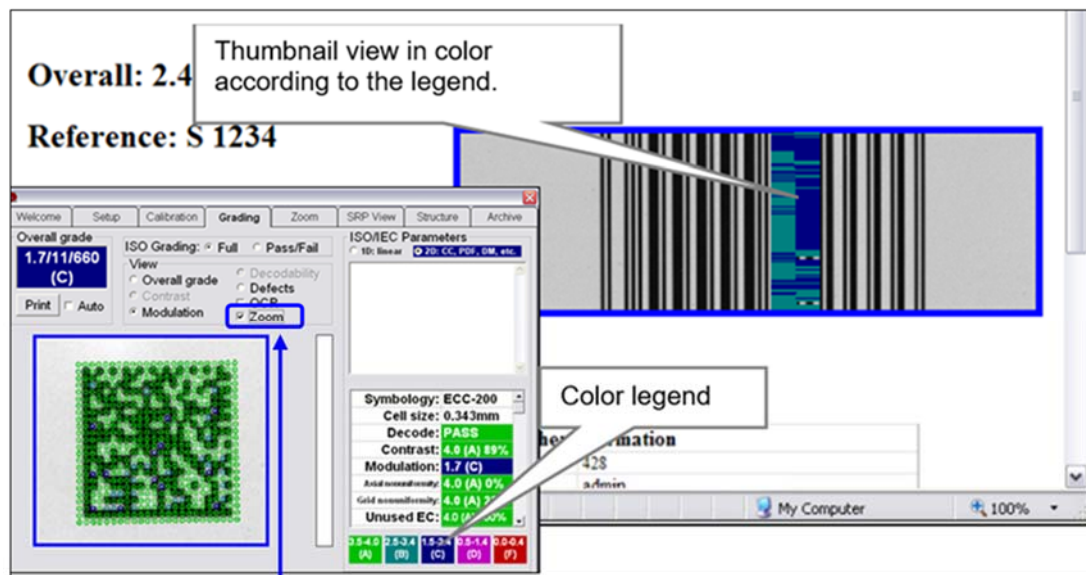 Thumbnail view in color
according to the legend.
Overall: 2.4
Reference: S 1234
Welcome
Setup
Calibration
Grading
Zoom
SRP View
Structure
Archive
Overall grade
1.7/11/660
(C)
Print
Auto
ISO Grading:
Full
Pass/Fail
View
Overall grade
Contrast
Modulation
Decodability
Defects
OCR
Zoom
ISO/IEC Parameters
1D: linear
2D: CC, PDF, DM, etc.
Symbology: ECC-200
Cell size: 0.343mm
Decode: PASS
Contrast: 4.0 (A) 89%
Modulation: 1.7 (C)
Axial nonuniformity: 4.0 (A) 0%
Grid nonuniformity: 4.0 (A)
Unused EC: 4.0 (A)
3.5-4.0 (A)
2.5-3.4 (B)
(C)
0.5-1.4 (D)
0.0-0.4 (F)
Color legend
428
admin
My Computer
100%